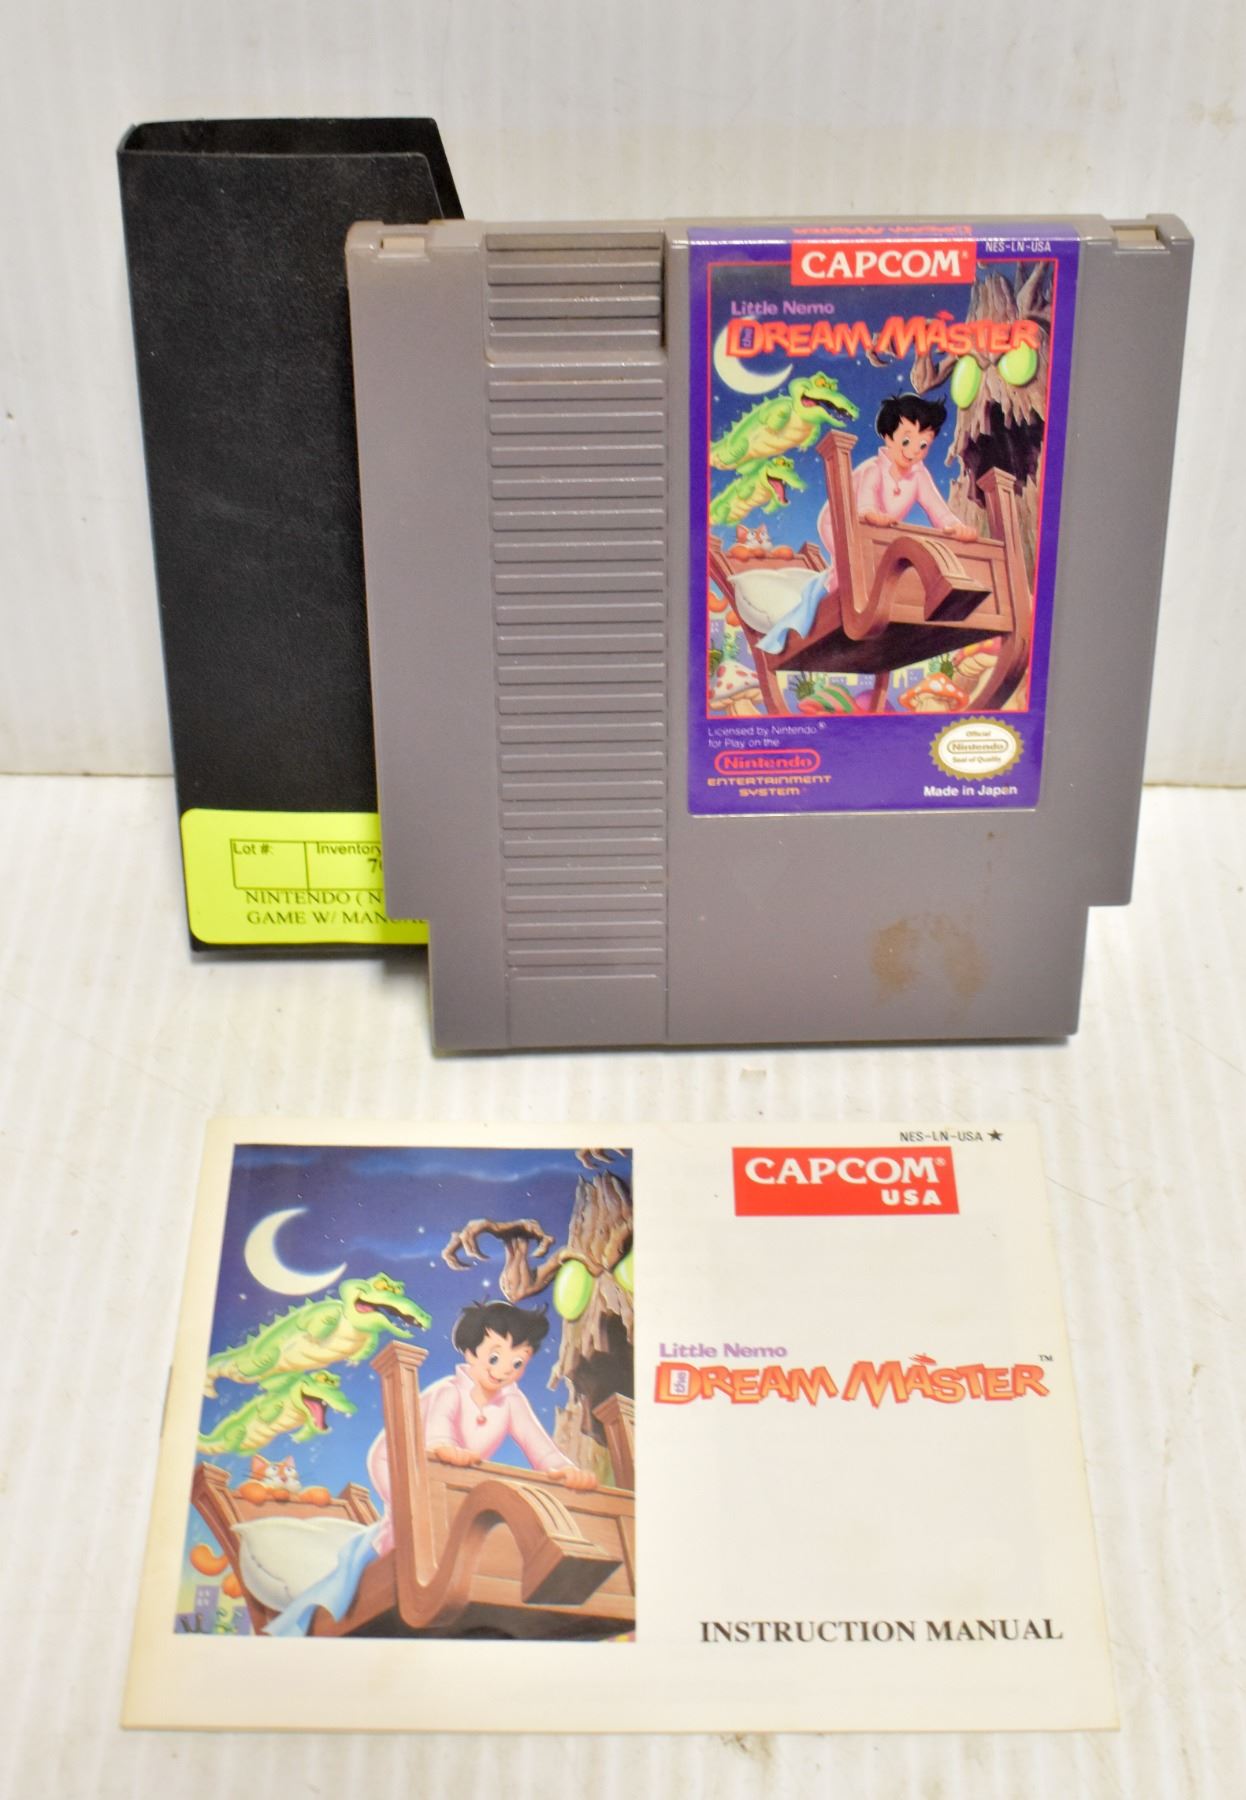 CAPCOM®
NES-LN-USA
Little Nemo
the DREAM MASTER
Licensed by Nintendo®
for Play on the
Nintendo
ENTERTAINMENT
SYSTEM
Official
Nintendo
Seal of Quality
Made in Japan
Lot #:
Inventory
NINTENDO ( N
GAME W/ MANUAL
NES-LN-USA ★
CAPCOM®
USA
Little Nemo
the DREAM MASTER™
INSTRUCTION MANUAL